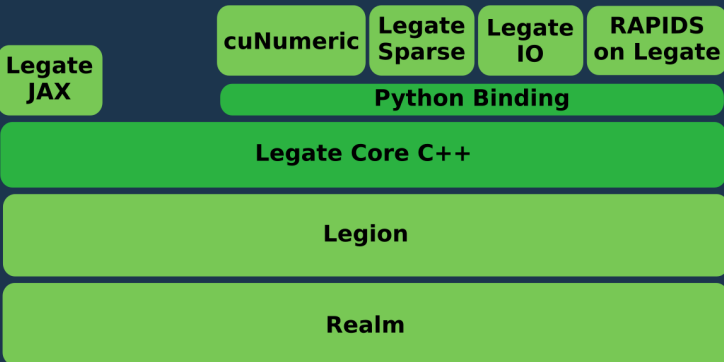 cuNumeric
Legate
Sparse
Legate
IO
RAPIDS
on Legate
Legate
JAX
Python Binding
Legate Core C++
Legion
Realm